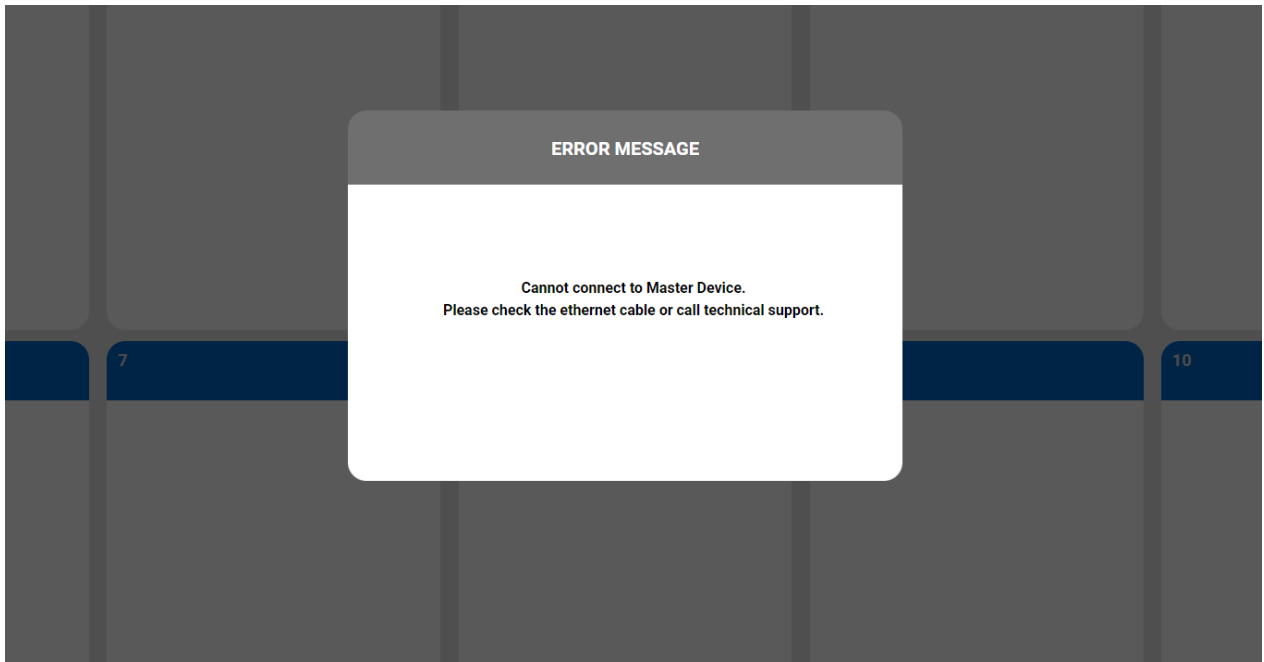 ERROR MESSAGE
Cannot connect to Master Device.
Please check the ethernet cable or call technical support.
7
10